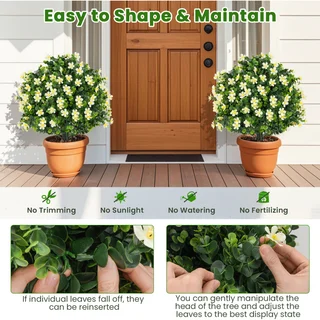 Easy to Shape & Maintain
No Trimming
No Sunlight
No Watering
No Fertilizing
If individual leaves fall off, they
can be reinserted
You can gently manipulate the
head of the tree and adjust the
leaves to the best display state